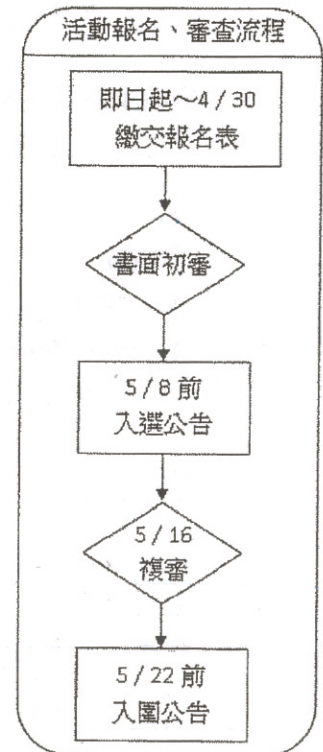 活動報名、審查流程
即日起～4/30
繳交報名表
書面初審
5/8前
入選公告
5/16
複審
5/22前
入圍公告